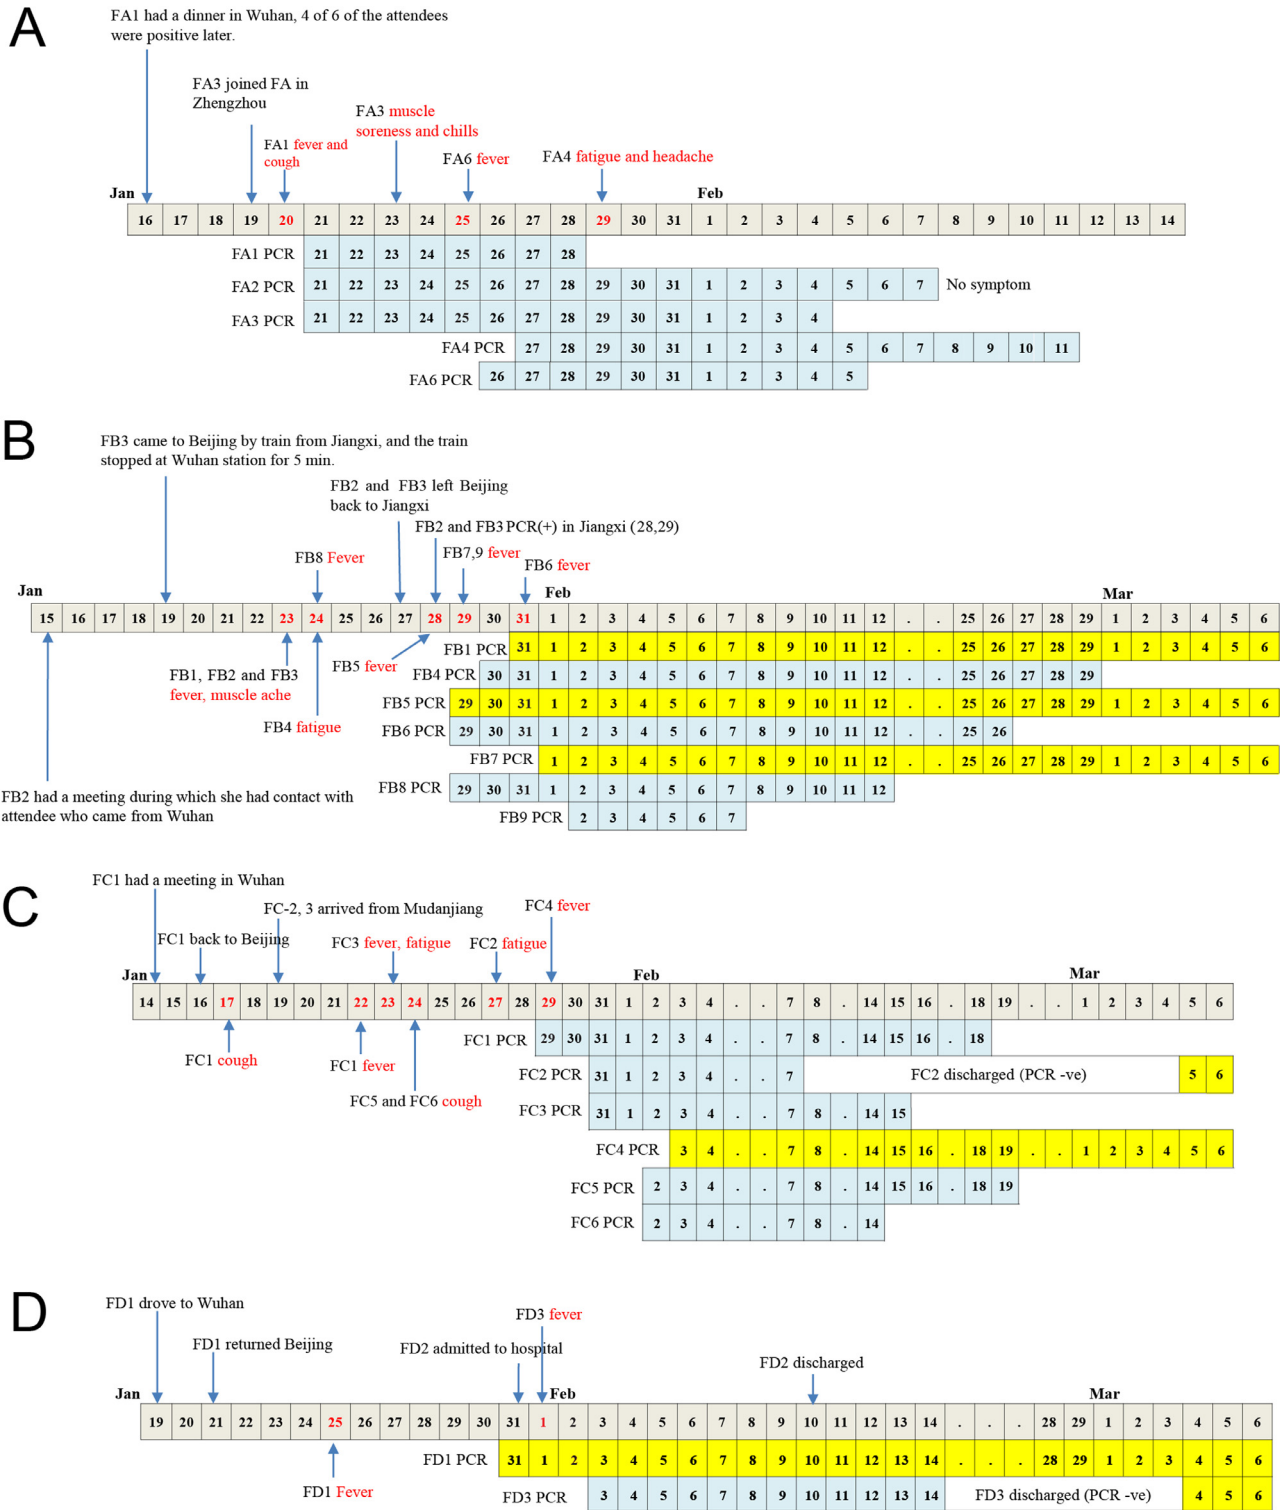 A
FA1 had a dinner in Wuhan, 4 of 6 of the attendees
were positive later.
FA3 joined FA in
Zhengzhou
FA1 fever and
cough
FA3 muscle
soreness and chills
FA6 fever
FA4 fatigue and headache
Jan Feb
16 17 18 19 20 21 22 23 24 25 26 27 28 29 30 31 1 2 3 4 5 6 7 8 9 10 11 12 13 14
FA1 PCR 21 22 23 24 25 26 27 28
FA2 PCR 21 22 23 24 25 26 27 28 29 30 31 1 2 3 4 5 6 7 No symptom
FA3 PCR 21 22 23 24 25 26 27 28 29 30 31 1 2 3 4
FA4 PCR 27 28 29 30 31 1 2 3 4 5 6 7 8 9 10 11
FA6 PCR 26 27 28 29 30 31 1 2 3 4 5
B
FB3 came to Beijing by train from Jiangxi, and the train
stopped at Wuhan station for 5 min.
FB2 and FB3 left Beijing
back to Jiangxi
FB2 and FB3 PCR(+) in Jiangxi (28,29)
FB8 Fever
FB7,9 fever
FB6 fever
Jan Feb Mar
15 16 17 18 19 20 21 22 23 24 25 26 27 28 29 30 31 1 2 3 4 5 6 7 8 9 10 11 12 . . 25 26 27 28 29 1 2 3 4 5 6
FB1 PCR 31 1 2 3 4 5 6 7 8 9 10 11 12 . . 25 26 27 28 29 1 2 3 4 5 6
FB4 PCR 30 31 1 2 3 4 5 6 7 8 9 10 11 12 . . 25 26 27 28 29
FB5 PCR 29 30 31 1 2 3 4 5 6 7 8 9 10 11 12 . . 25 26 27 28 29 1 2 3 4 5 6
FB6 PCR 29 30 31 1 2 3 4 5 6 7 8 9 10 11 12 . . 25 26
FB7 PCR 1 2 3 4 5 6 7 8 9 10 11 12 . . 25 26 27 28 29 1 2 3 4 5 6
FB8 PCR 29 30 31 1 2 3 4 5 6 7 8 9 10 11 12
FB9 PCR 2 3 4 5 6 7
FB5 fever
FB1, FB2 and FB3
fever, muscle ache
FB4 fatigue
FB2 had a meeting during which she had contact with
attendee who came from Wuhan
C
FC1 had a meeting in Wuhan
FC-2, 3 arrived from Mudanjiang
FC4 fever
FC1 back to Beijing
FC3 fever, fatigue
FC2 fatigue
Jan Feb Mar
14 15 16 17 18 19 20 21 22 23 24 25 26 27 28 29 30 31 1 2 3 4 . . 7 8 . 14 15 16 . 18 19 . . 1 2 3 4 5 6
FC1 PCR 29 30 31 1 2 3 4 . . 7 8 . 14 15 16 . 18
FC2 PCR 31 1 2 3 4 . . 7 FC2 discharged (PCR -ve) 5 6
FC3 PCR 31 1 2 3 4 . . 7 8 . 14 15
FC4 PCR 3 4 . . 7 8 . 14 15 16 . 18 19 . . 1 2 3 4 5 6
FC5 PCR 2 3 4 . . 7 8 . 14 15 16 . 18 19
FC6 PCR 2 3 4 . . 7 8 . 14
FC1 cough
FC1 fever
FC5 and FC6 cough
D
FD1 drove to Wuhan
FD3 fever
FD1 returned Beijing
FD2 admitted to hospital
FD2 discharged
Jan Feb Mar
19 20 21 22 23 24 25 26 27 28 29 30 31 1 2 3 4 5 6 7 8 9 10 11 12 13 14 . . . 28 29 1 2 3 4 5 6
FD1 PCR 31 1 2 3 4 5 6 7 8 9 10 11 12 13 14 . . . 28 29 1 2 3 4 5 6
FD1 Fever
FD3 PCR 3 4 5 6 7 8 9 10 11 12 13 14 FD3 discharged (PCR -ve) 4 5 6